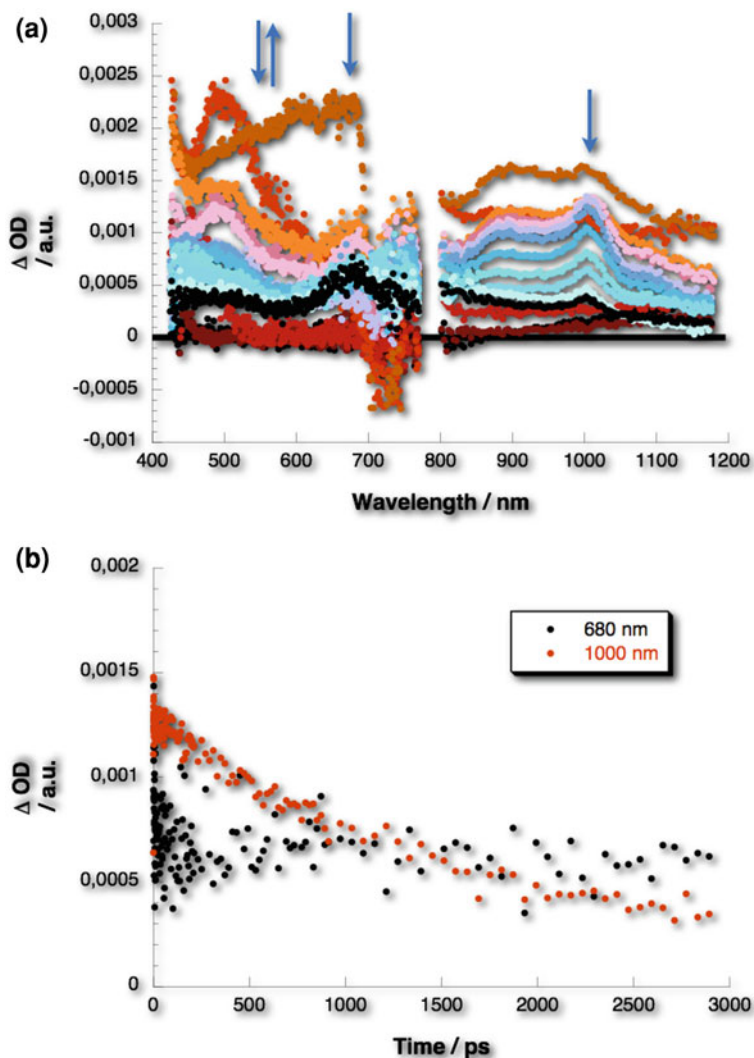 (a)
0,003
0,0025
0,002
0,0015
0,001
0,0005
0
-0,0005
-0,001
Δ OD
/ a.u.
400 500 600 700 800 900 1000 1100 1200
Wavelength / nm
(b)
0,002
0,0015
0,001
0,0005
0
Δ OD
/ a.u.
680 nm
1000 nm
0 500 1000 1500 2000 2500 3000
Time / ps